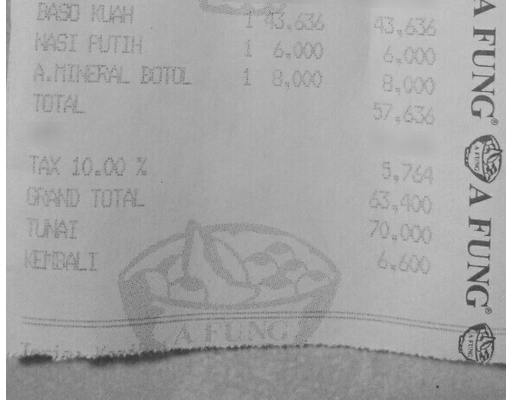 BASO KUAH 1 43,636 43,636
NASI PUTIH 1 6,000 6,000
A.MINERAL BOTOL 1 8,000 8,000
TOTAL 57,636
TAX 10.00 % 5,764
GRAND TOTAL 63,400
TUNAI 70,000
KEMBALI 6,600
A FUNG
A FUNG®
A FUNG
A FUNG®